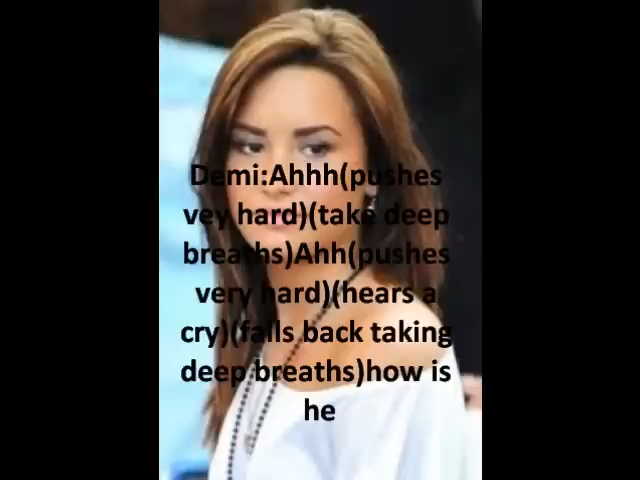 Demi:Ahhh(pushes
vey hard)(take deep
breaths)Ahh(pushes
very hard)(hears a
cry)(falls back taking
deep breaths)how is
he